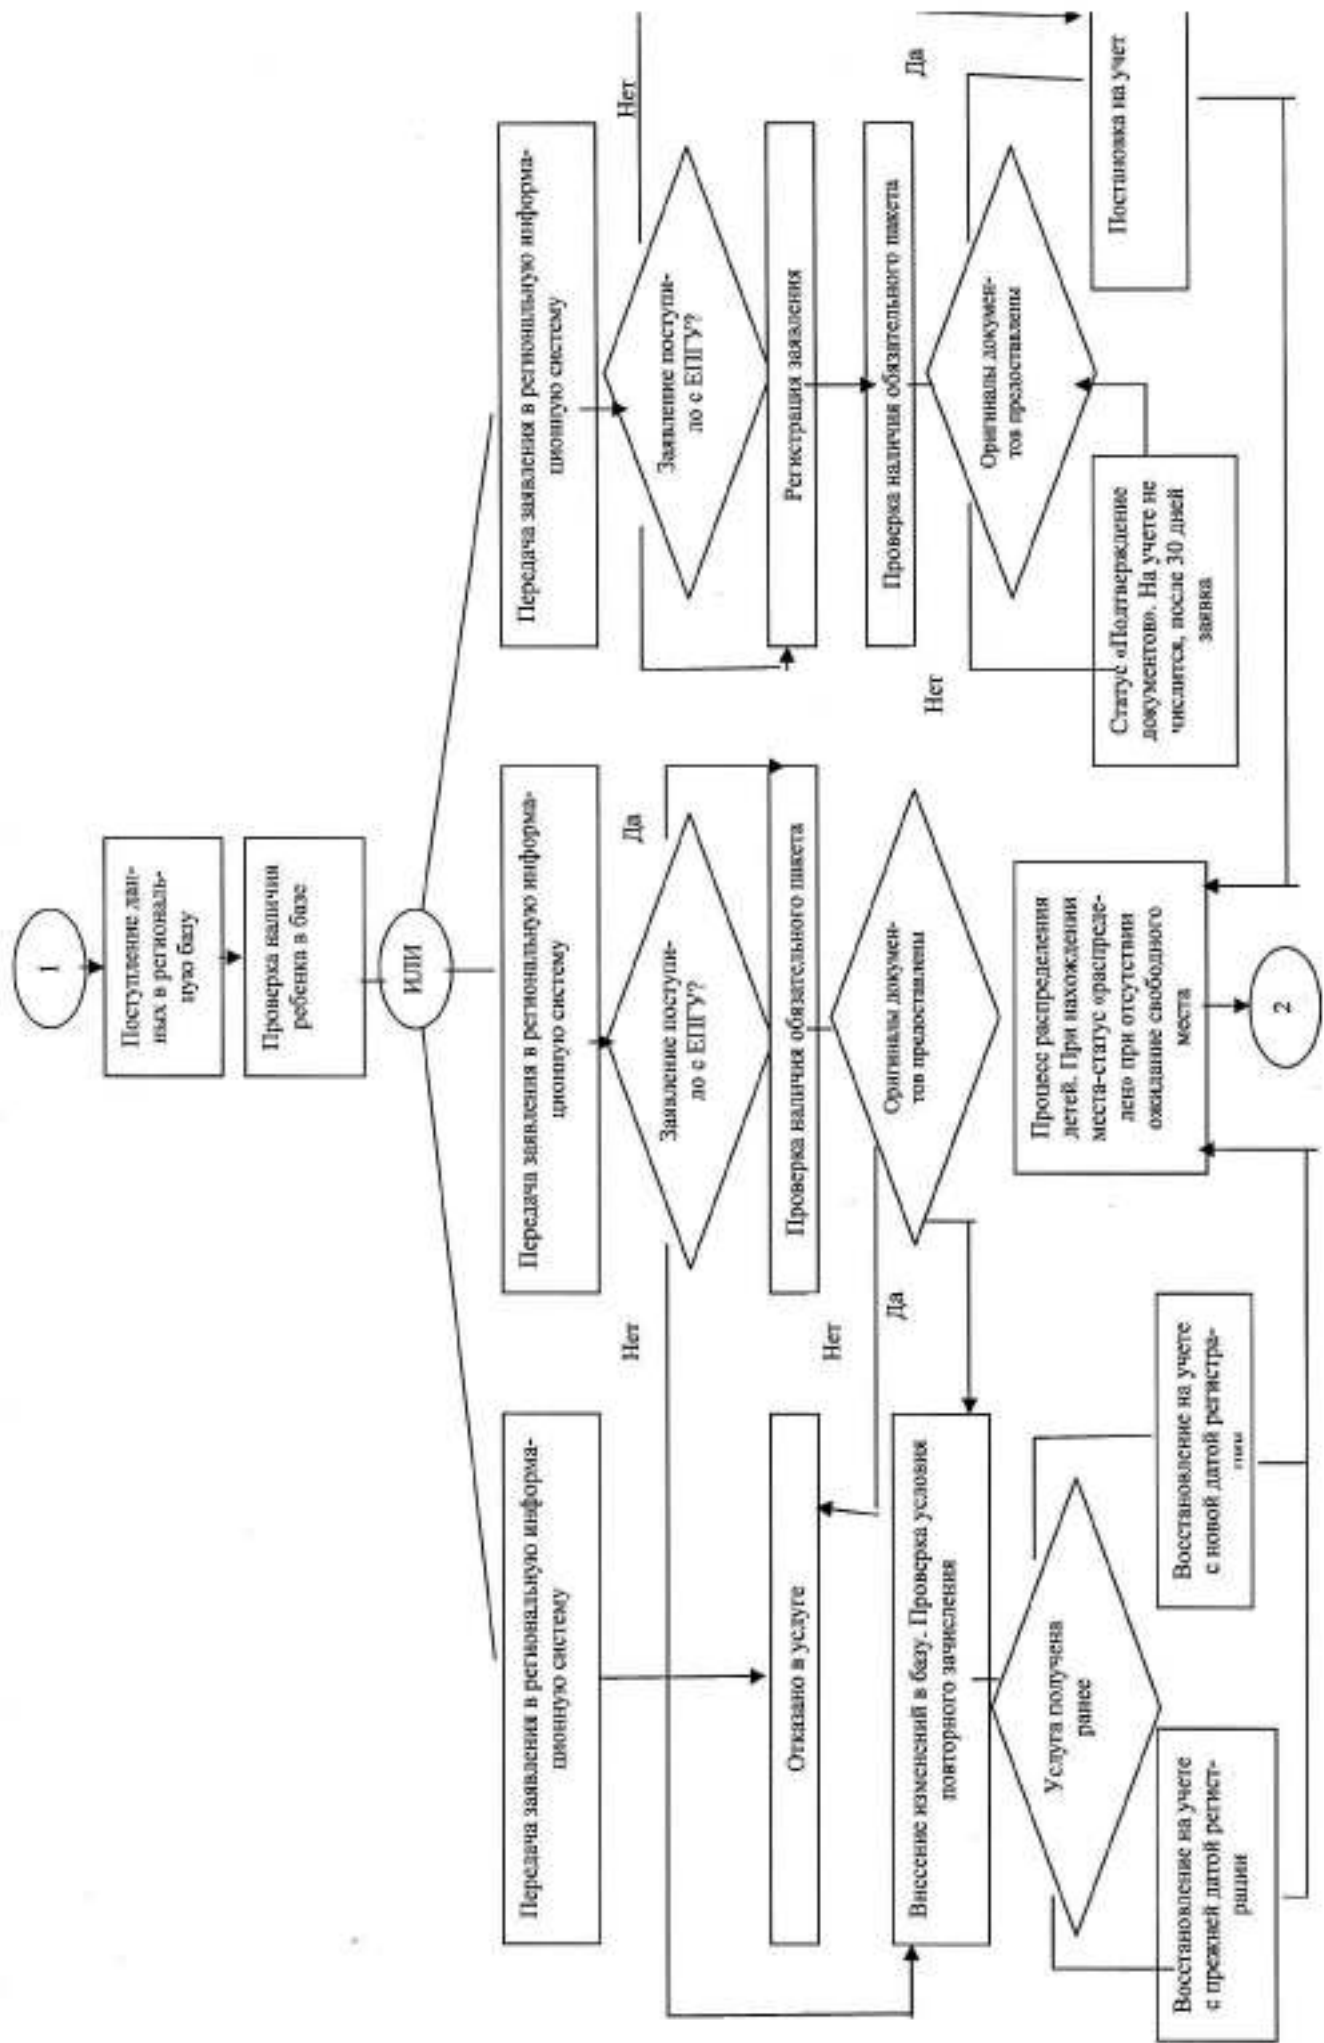 1
Поступление дан-
ных в региональ-
ную базу
Проверка наличия
ребенка в базе
ИЛИ
Передача заявления в региональную информа-
ционную систему
Передача заявления в региональную информа-
ционную систему
Передача заявления в региональную информа-
ционную систему
Нет
Заявление поступи-
ло с ЕПГУ?
Да
Заявление поступи-
ло с ЕПГУ?
Нет
Отказано в услуге
Проверка наличия обязательного пакета
Регистрация заявления
Нет
Да
Оригиналы докумен-
тов предоставлены
Проверка наличия обязательного пакета
Нет
Оригиналы докумен-
тов предоставлены
Да
Внесение изменений в базу. Проверка условия
повторного зачисления
Услуга получена
ранее
Процесс распределения
детей. При нахождении
места-статус «распреде-
лен» при отсутствии
ожидание свободного
места
Статус «Подтверждение
документов». На учете не
числится, после 30 дней
заявка
Постановка на учет
Восстановление на учете
с прежней датой регист-
рации
Восстановление на учете
с новой датой регистра-
ции
2